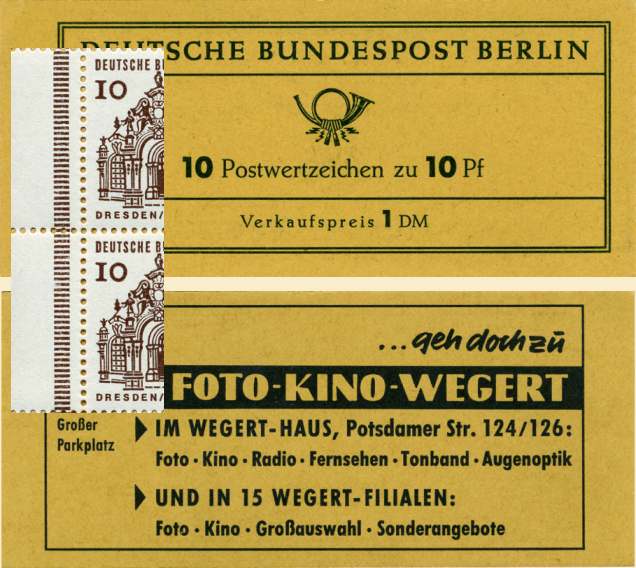 DEUTSCHE BUNDESPOST BERLIN
10 Postwertzeichen zu 10 Pf
Verkaufspreis 1 DM
DEUTSCHE
10
DRESDEN/
DEUTSCHE
10
DRESDEN/
...geh doch zu
FOTO-KINO-WEGERT
Großer
Parkplatz
IM WEGERT-HAUS, Potsdamer Str. 124/126:
Foto · Kino · Radio · Fernsehen · Tonband · Augenoptik
UND IN 15 WEGERT-FILIALEN:
Foto · Kino · Großauswahl · Sonderangebote